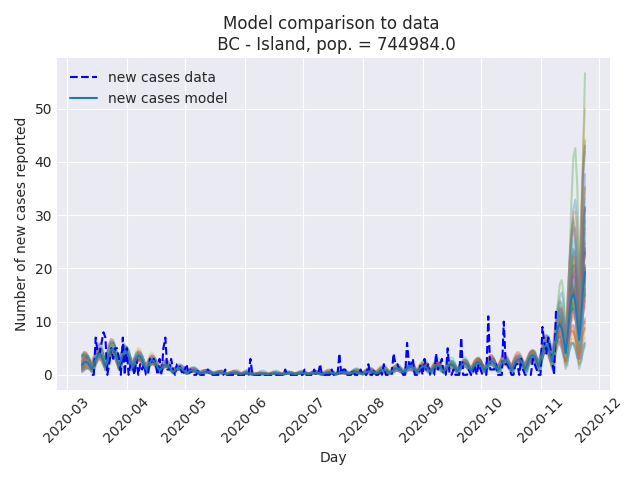 Model comparison to data
BC - Island, pop. = 744984.0
new cases data
new cases model
Number of new cases reported
50
40
30
20
10
0
2020-03
2020-04
2020-05
2020-06
2020-07
2020-08
2020-09
2020-10
2020-11
2020-12
Day